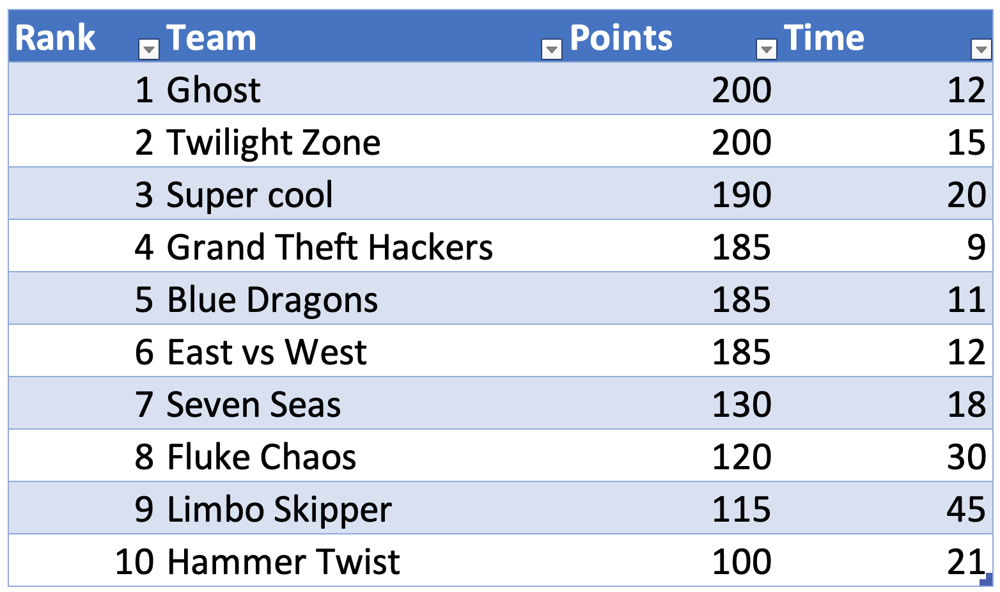 Rank Team Points Time
1 Ghost 200 12
2 Twilight Zone 200 15
3 Super cool 190 20
4 Grand Theft Hackers 185 9
5 Blue Dragons 185 11
6 East vs West 185 12
7 Seven Seas 130 18
8 Fluke Chaos 120 30
9 Limbo Skipper 115 45
10 Hammer Twist 100 21